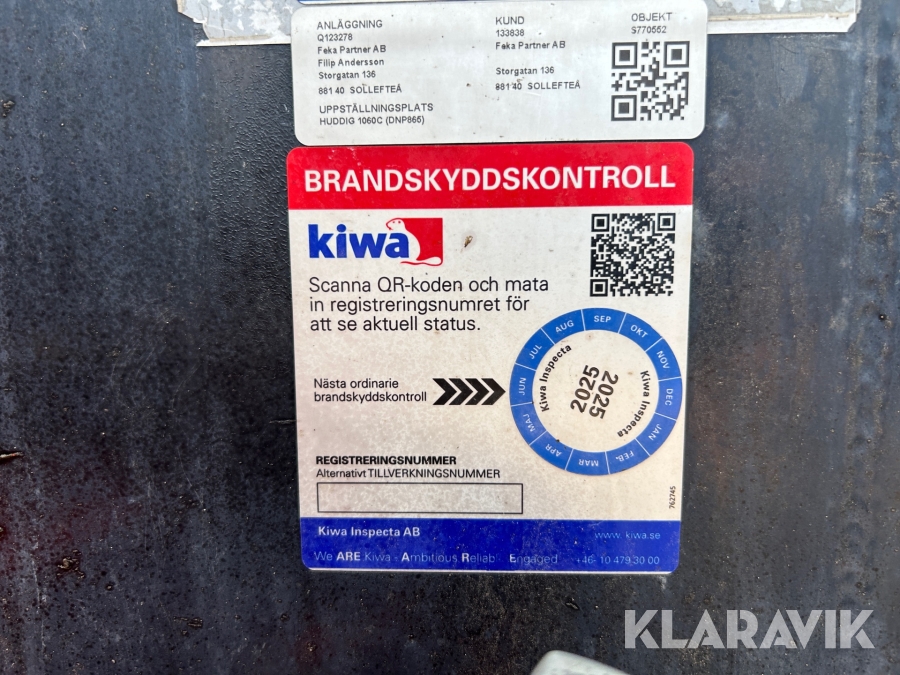 ANLÄGGNING
Q123278
Feka Partner AB
Filip Andersson
Storgatan 136
881 40 SOLLEFTEÅ
UPPSTÄLLNINGSPLATS
HUDDIG 1060C (DNP865)
KUND
133838
Feka Partner AB
Storgatan 136
881 40 SOLLEFTEÅ
OBJEKT
S770552
BRANDSKYDDSKONTROLL
kiwa
Scanna QR-koden och mata
in registreringsnumret för
att se aktuell status.
Nästa ordinarie
brandskyddskontroll
JAN FEB. MAR APR MAJ JUN JUL AUG SEP OKT NOV DEC
Kiwa Inspecta
2025
2025
Kiwa Inspecta
REGISTRERINGSNUMMER
Alternativt TILLVERKNINGSNUMMER
762745
Kiwa Inspecta AB
www.kiwa.se
We ARE Kiwa - Ambitious Reliab E Engaged
+46- 10 479 30 00
KLARAVIK